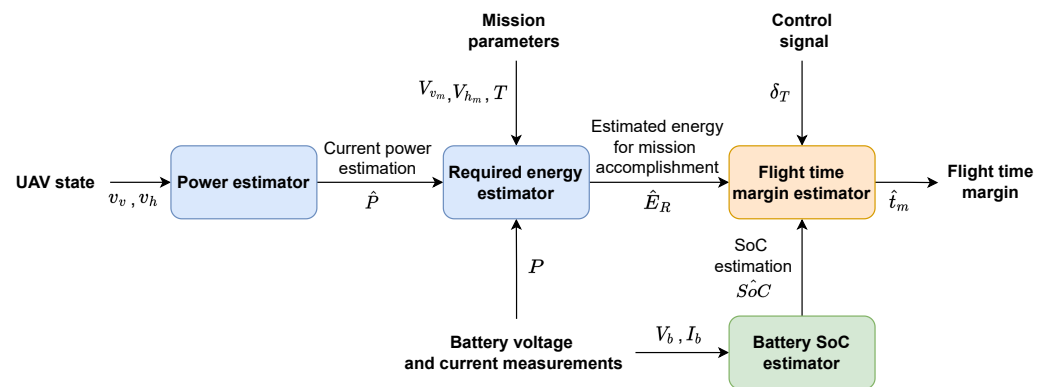 Mission
parameters
Control
signal
V_{v_m}, V_{h_m}, T
δ_T
Current power
estimation
Estimated energy
for mission
accomplishment
UAV state
v_v, v_h
Power estimator
P̂
Required energy
estimator
Ê_R
Flight time
margin estimator
t̂_m
Flight time
margin
P
SoC
estimation
SôC
Battery voltage
and current measurements
V_b, I_b
Battery SoC
estimator